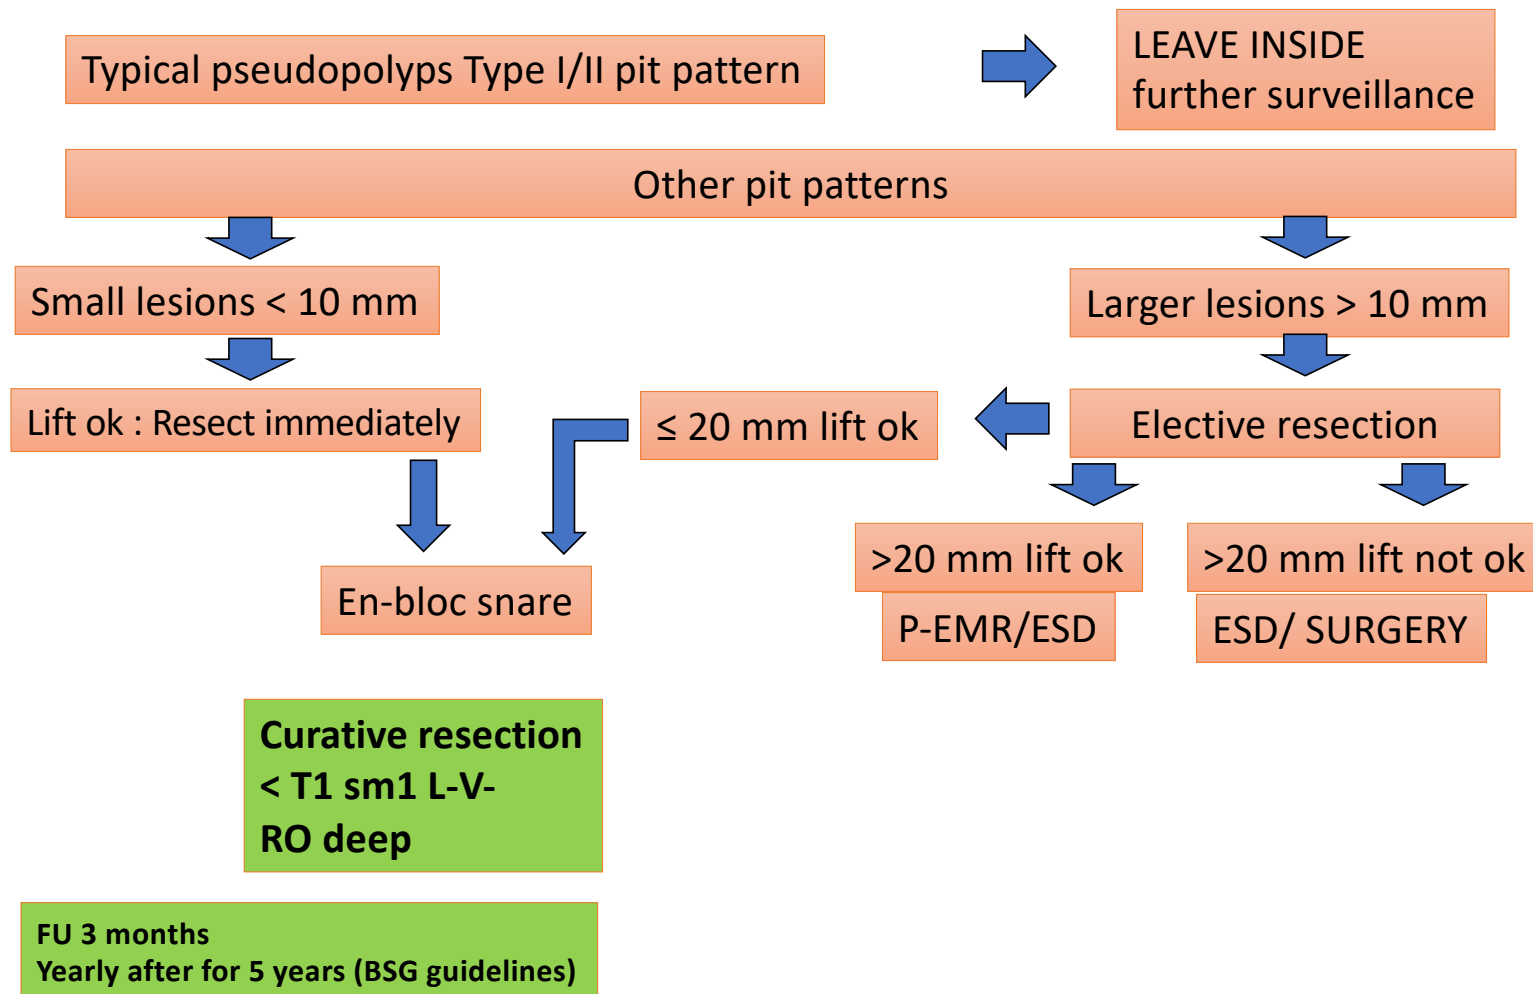 Typical pseudopolyps Type I/II pit pattern
LEAVE INSIDE
further surveillance
Other pit patterns
Small lesions < 10 mm
Larger lesions > 10 mm
Lift ok : Resect immediately
≤ 20 mm lift ok
Elective resection
>20 mm lift ok
>20 mm lift not ok
En-bloc snare
P-EMR/ESD
ESD/ SURGERY
Curative resection
< T1 sm1 L-V-
RO deep
FU 3 months
Yearly after for 5 years (BSG guidelines)